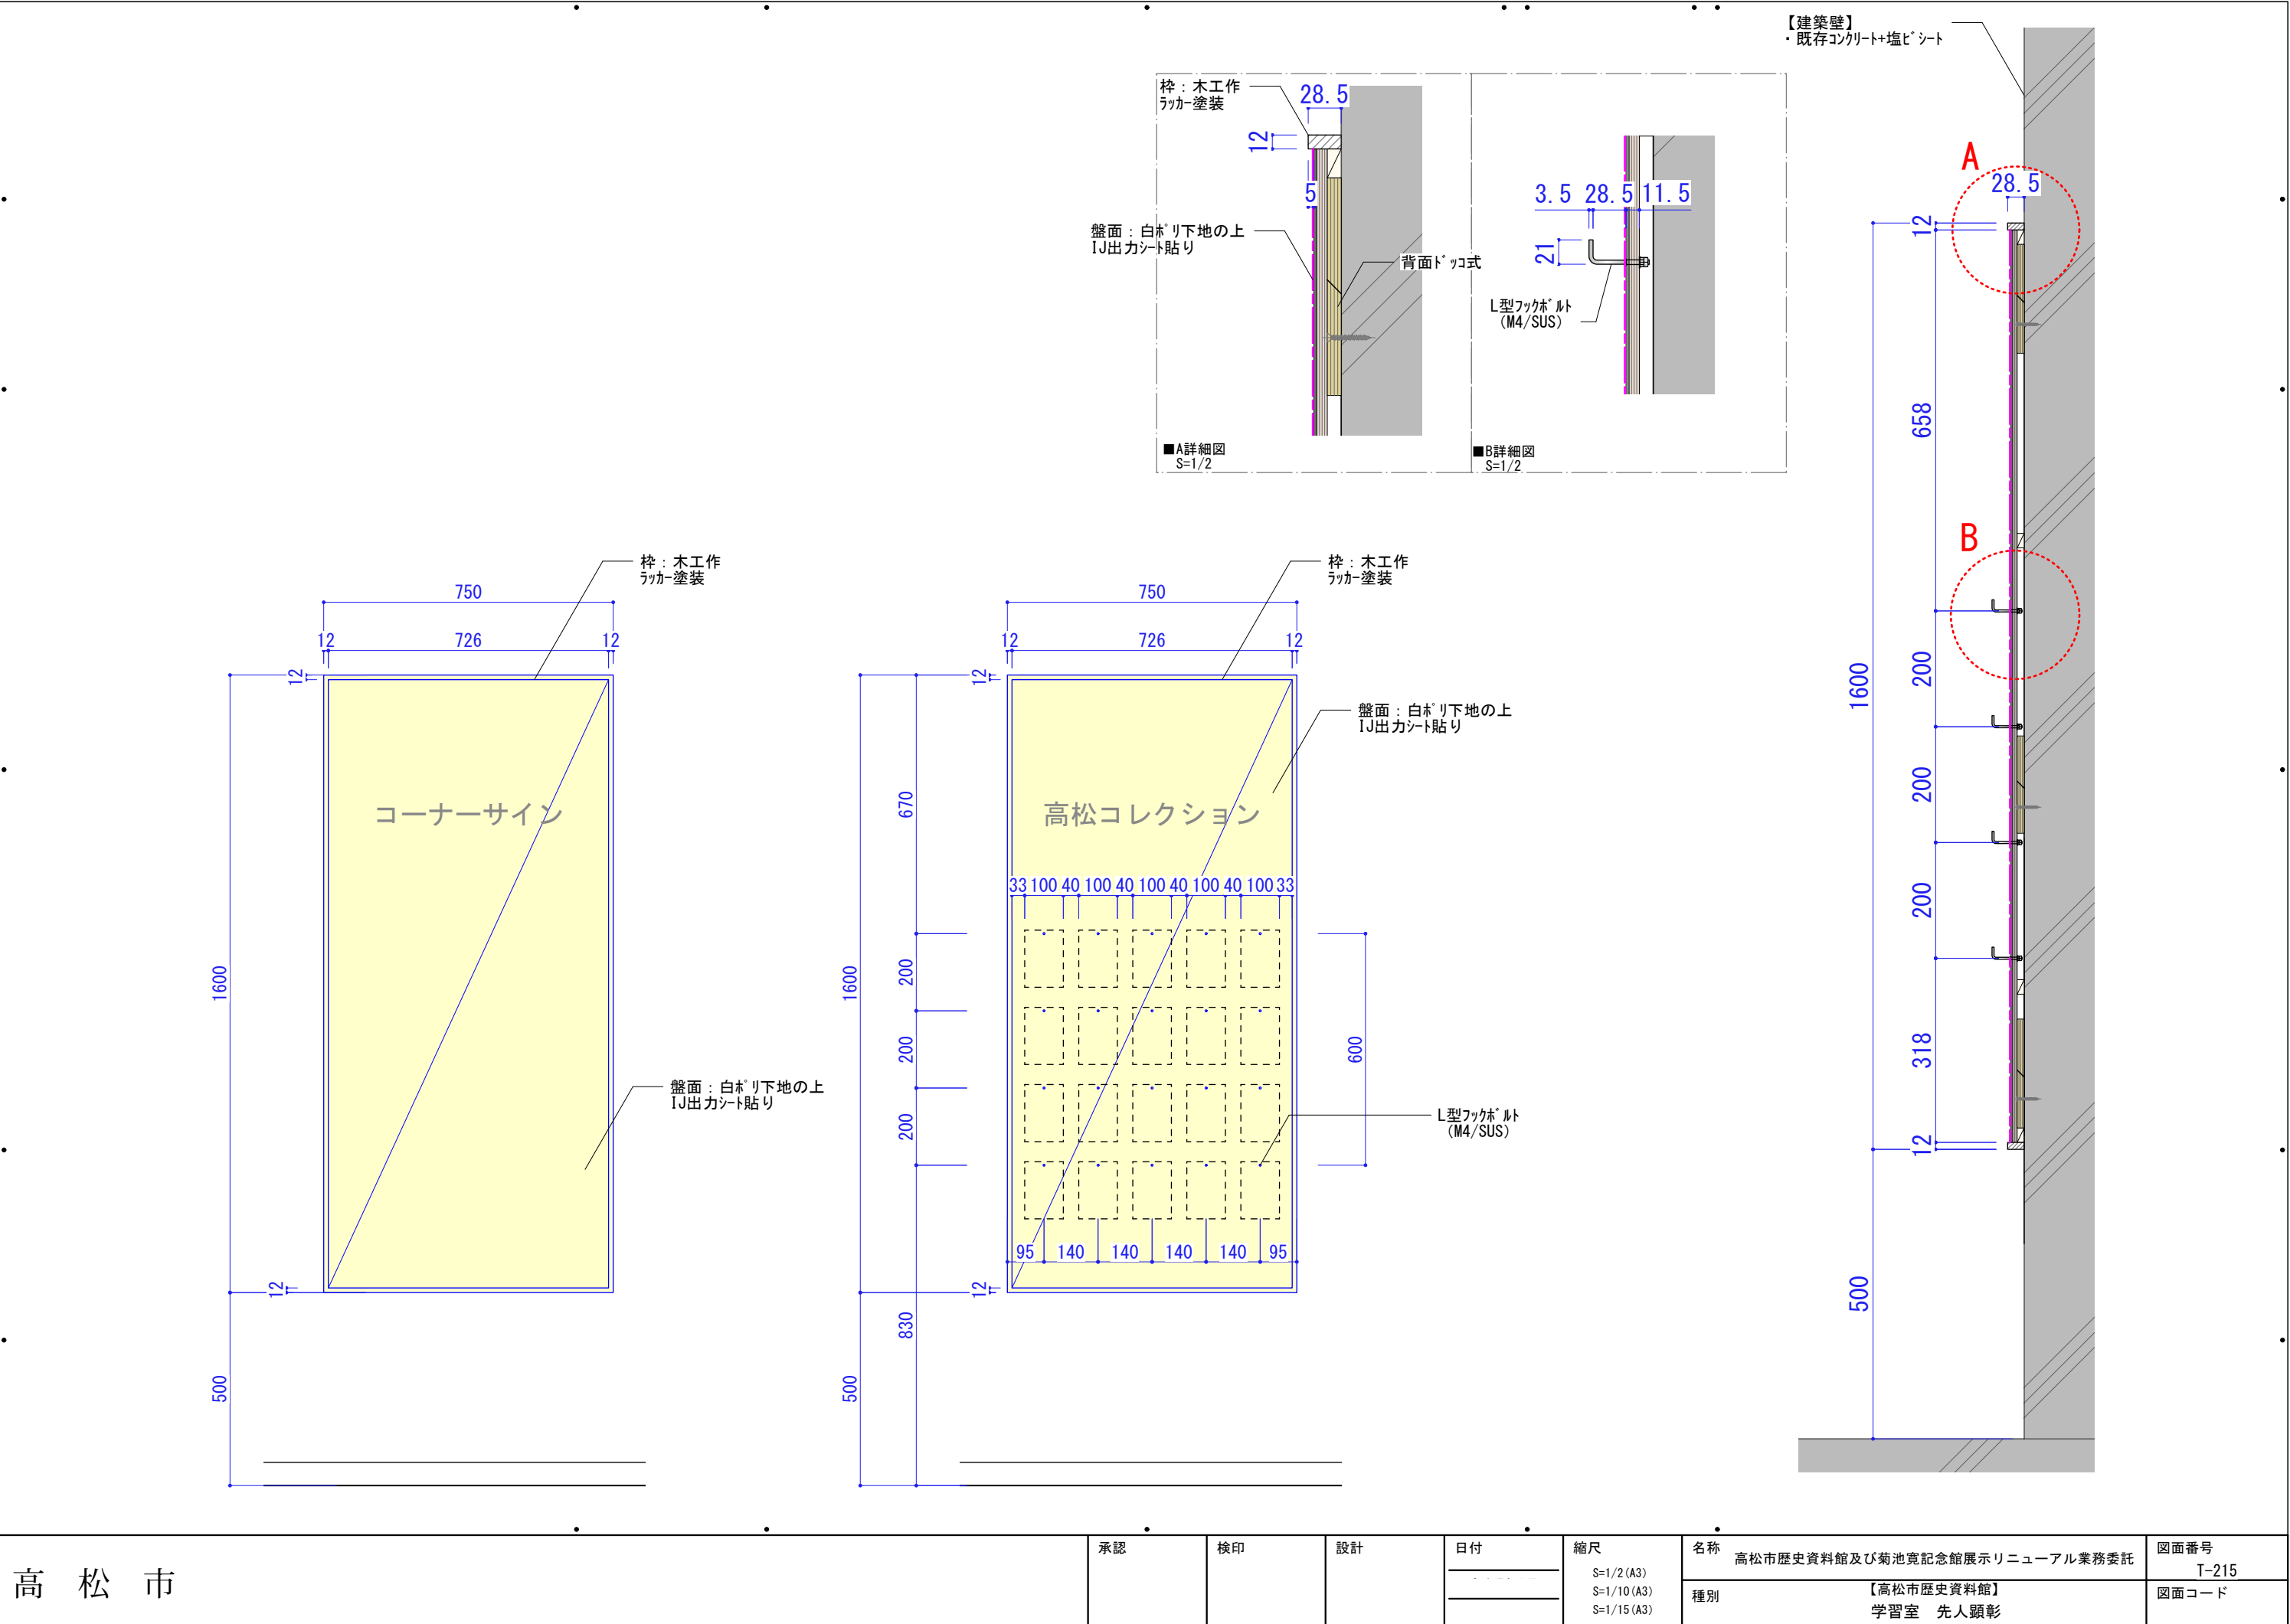 【建築壁】
・既存ｺﾝｸﾘｰﾄ+塩ﾋﾞｼｰﾄ
枠：木工作
ﾗｯｶｰ塗装
28.5
12
5
盤面：白ﾎﾟﾘ下地の上
IJ出力ｼｰﾄ貼り
背面ﾄﾞｯｺ式
■A詳細図
S=1/2
3.5 28.5 11.5
21
L型ﾌｯｸﾎﾞﾙﾄ
(M4/SUS)
■B詳細図
S=1/2
A
28.5
12
658
B
200
1600
200
200
318
12
500
枠：木工作
ﾗｯｶｰ塗装
750
12 726 12
12
コーナーサイン
1600
盤面：白ﾎﾟﾘ下地の上
IJ出力ｼｰﾄ貼り
12
500
枠：木工作
ﾗｯｶｰ塗装
750
12 726 12
12
盤面：白ﾎﾟﾘ下地の上
IJ出力ｼｰﾄ貼り
670
高松コレクション
33 100 40 100 40 100 40 100 40 100 33
1600
200
200
200
600
L型ﾌｯｸﾎﾞﾙﾄ
(M4/SUS)
95 140 140 140 140 95
12
830
500
高 松 市
承認
検印
設計
日付
縮尺
S=1/2(A3)
S=1/10(A3)
S=1/15(A3)
名称 高松市歴史資料館及び菊池寛記念館展示リニューアル業務委託
種別 【高松市歴史資料館】
学習室 先人顕彰
図面番号
T-215
図面コード